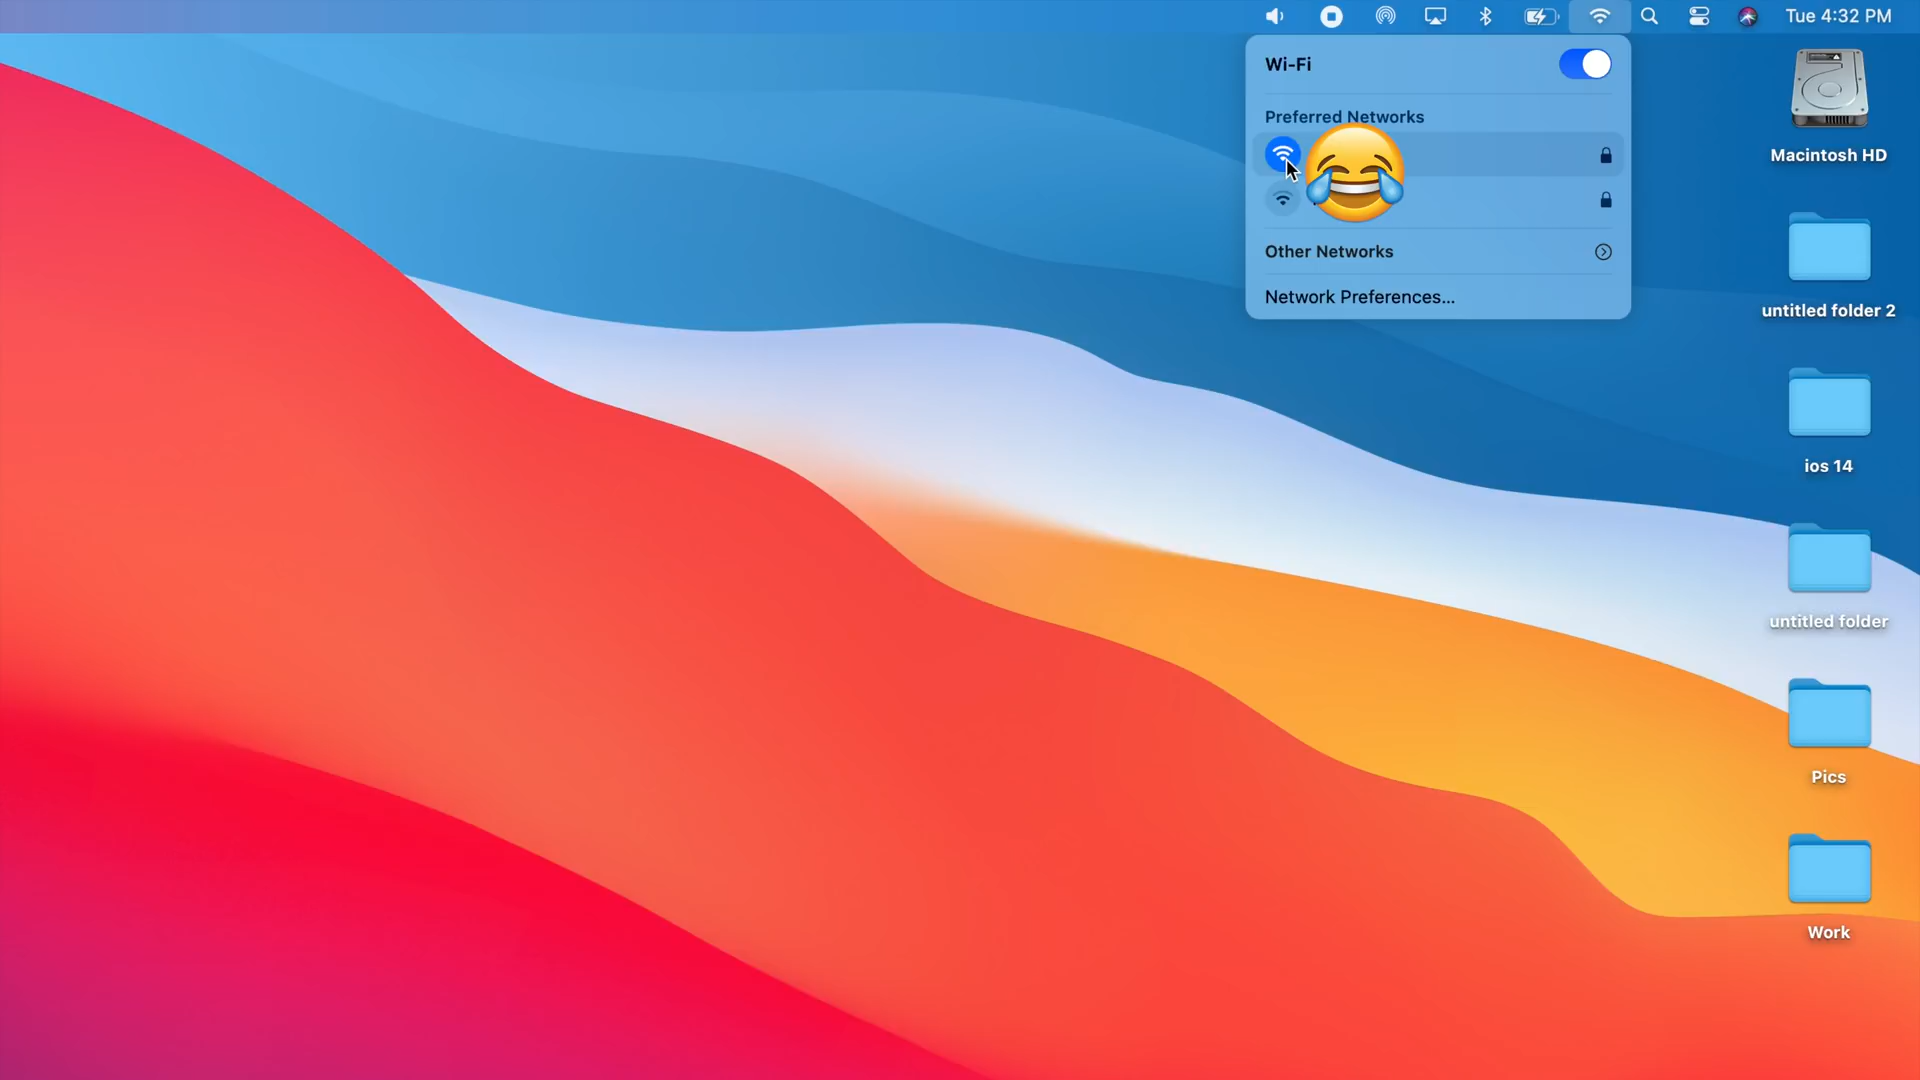 Tue 4:32 PM
Wi-Fi
Preferred Networks
Other Networks
Network Preferences...
Macintosh HD
untitled folder 2
ios 14
untitled folder
Pics
Work